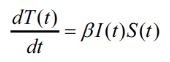 dT(t)/dt = βI(t)S(t)